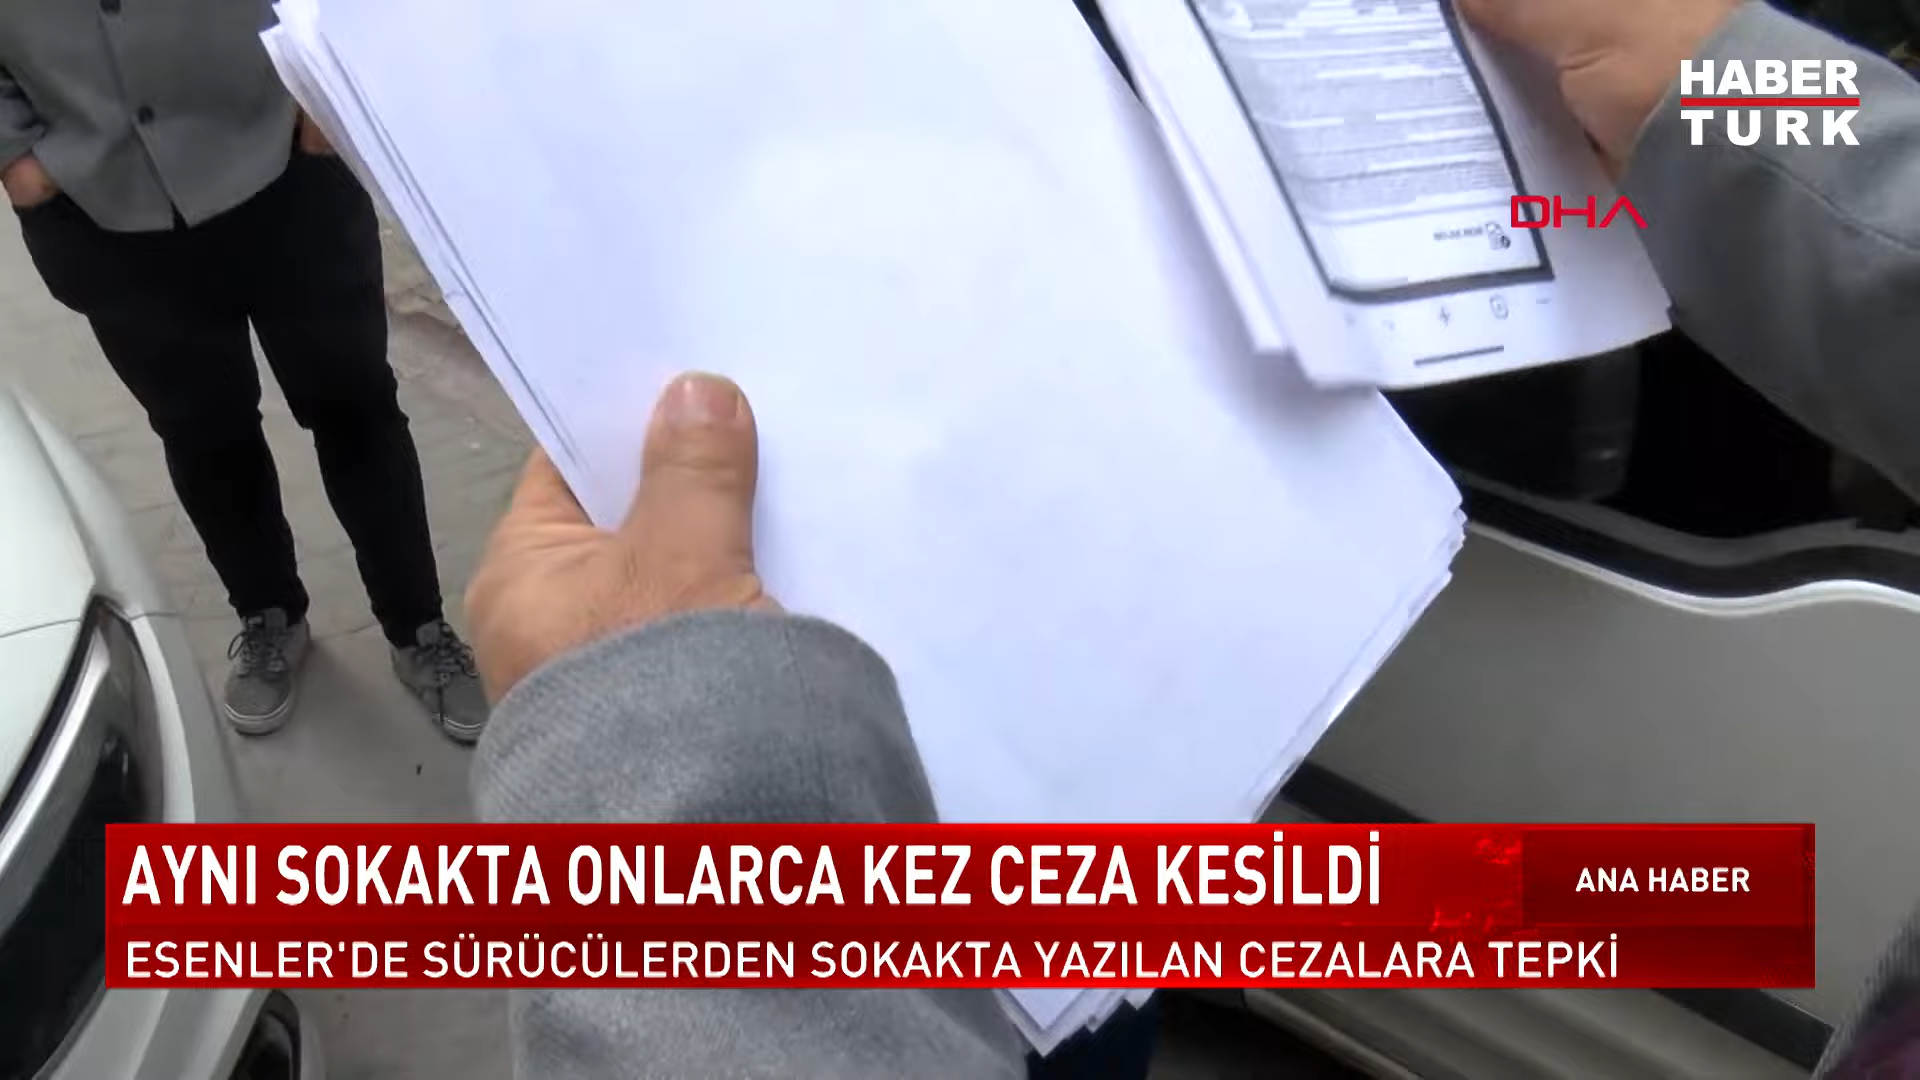 HABER
TURK
DHA
AYNI SOKAKTA ONLARCA KEZ CEZA KESİLDİ
ANA HABER
ESENLER'DE SÜRÜCÜLERDEN SOKAKTA YAZILAN CEZALARA TEPKİ